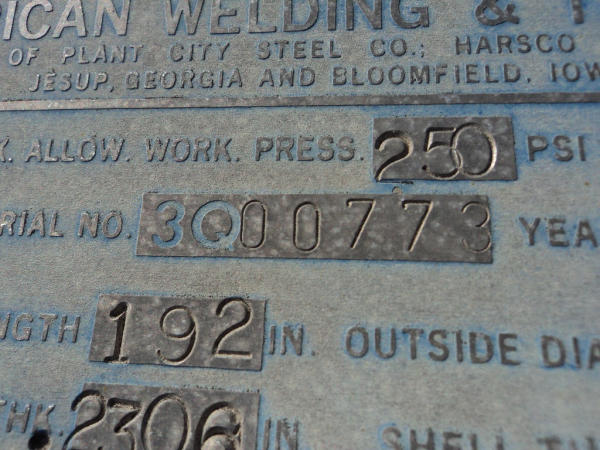 ICAN WELDING &
OF PLANT CITY STEEL CO.; HARSCO
JESUP, GEORGIA AND BLOOMFIELD, IOW
. ALLOW. WORK. PRESS. 250 PSI
RIAL NO. 3Q00773 YEA
NGTH 192 IN. OUTSIDE DIA
THK. .2306 IN. SHELL TH